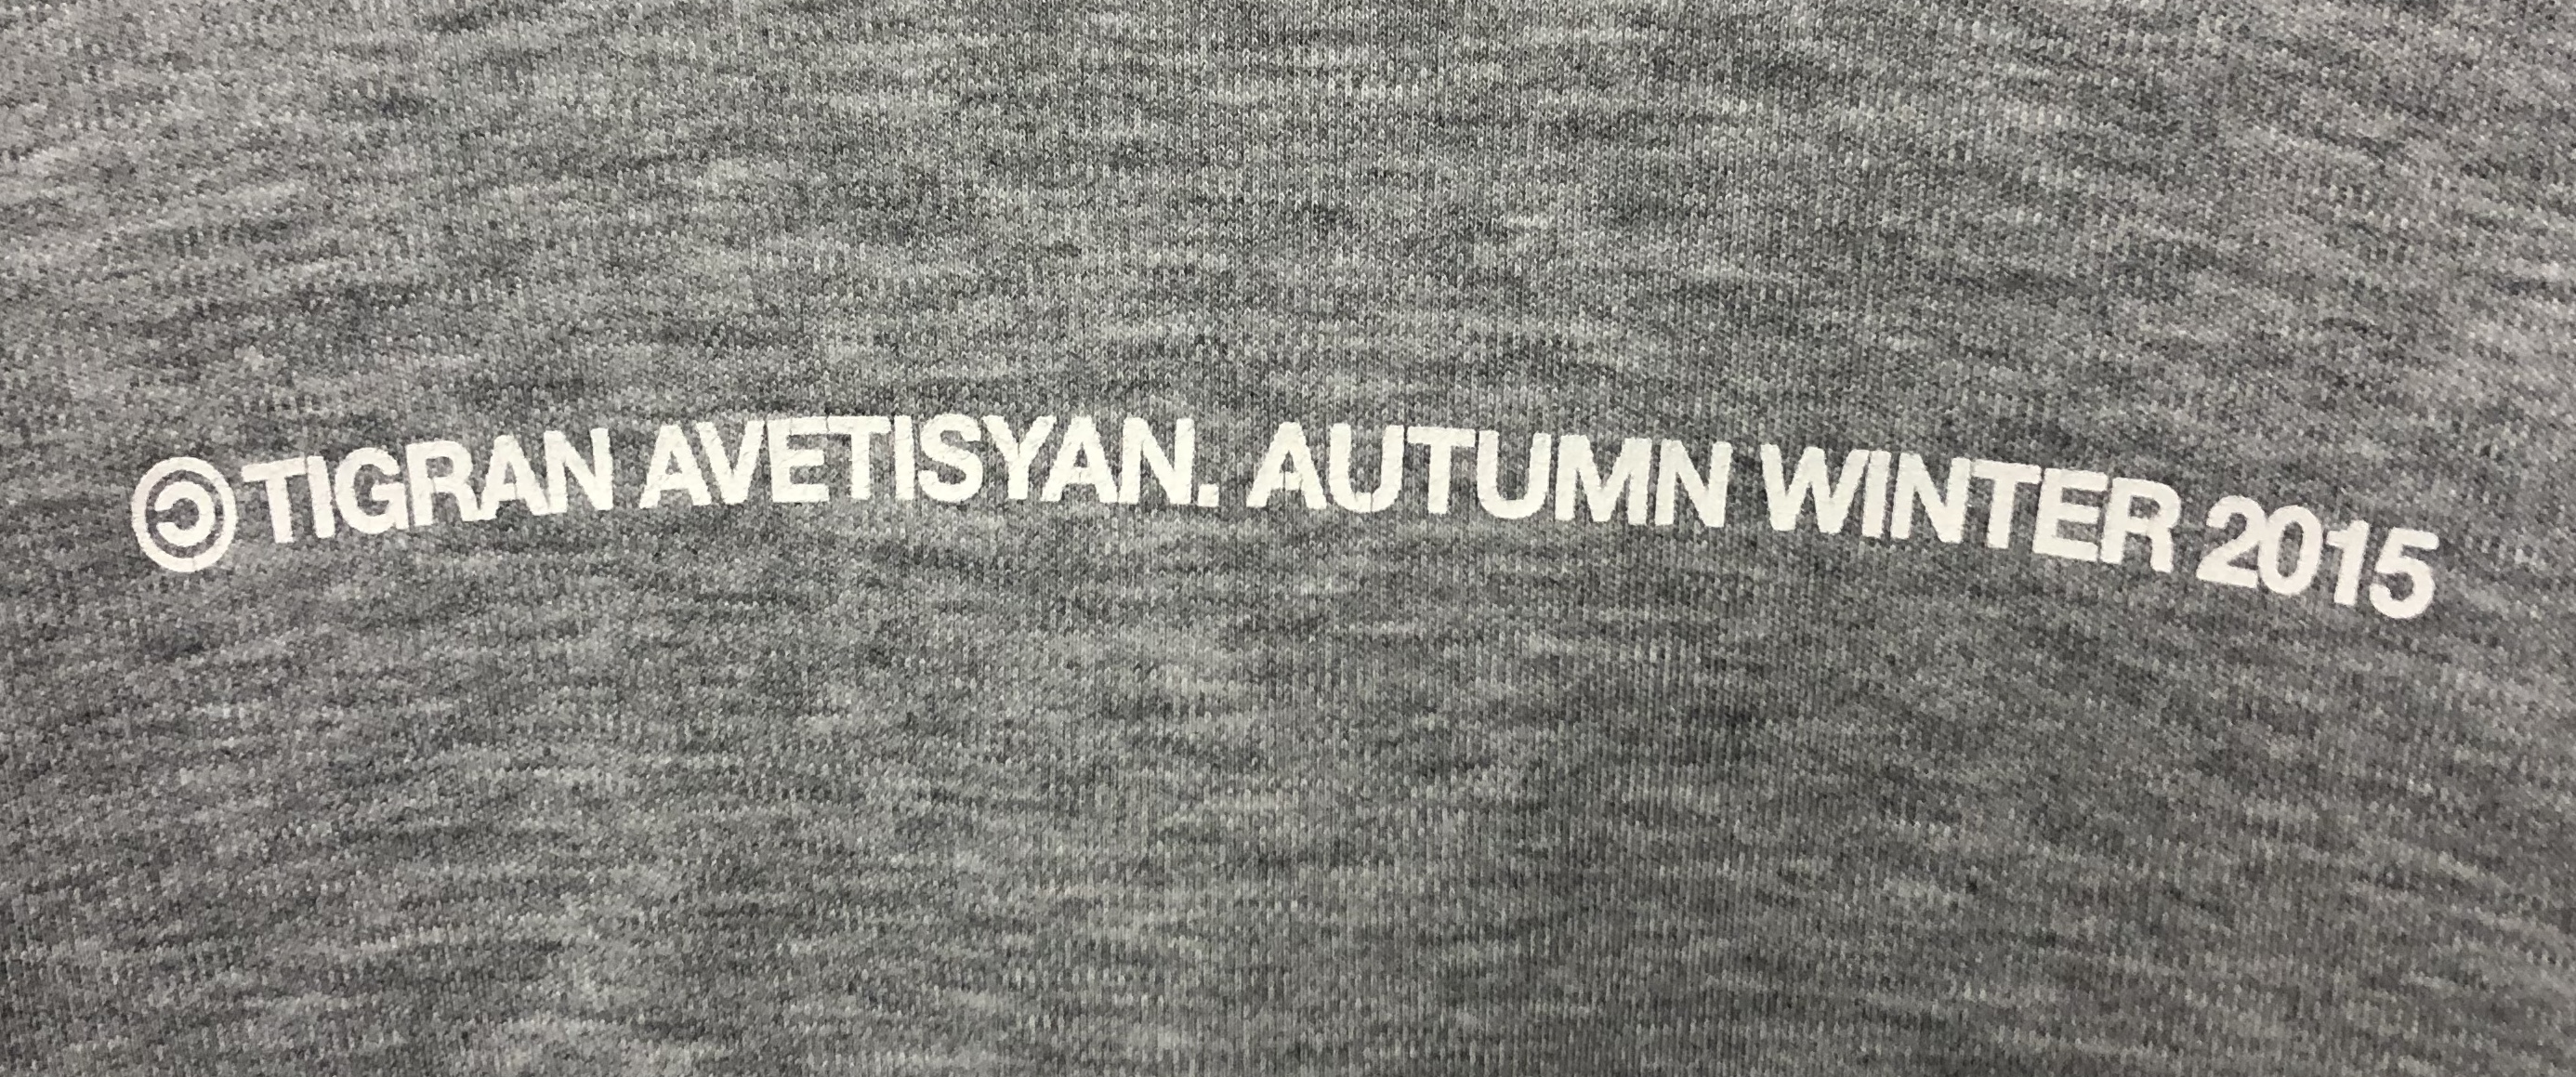 🄯 TIGRAN AVETISYAN. AUTUMN WINTER 2015